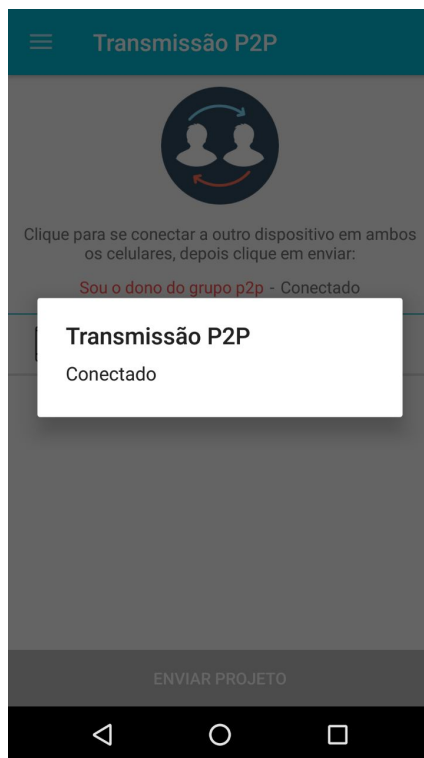 Transmissão P2P
Clique para se conectar a outro dispositivo em ambos
os celulares, depois clique em enviar:
Sou o dono do grupo p2p - Conectado
Transmissão P2P
Conectado
ENVIAR PROJETO